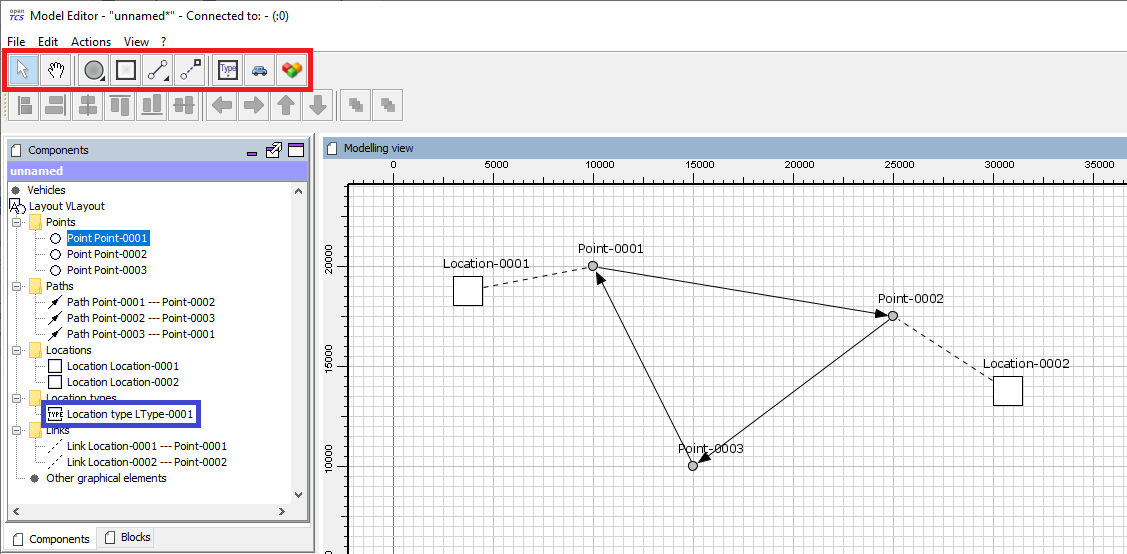 open TCS Model Editor - "unnamed*" - Connected to: - (:0)
File Edit Actions View ?
Type
Components
Modelling view
unnamed
0 5000 10000 15000 20000 25000 30000 35000
Vehicles
Layout VLayout
Points
Point Point-0001
Point Point-0002
Point Point-0003
Paths
Path Point-0001 --- Point-0002
Path Point-0002 --- Point-0003
Path Point-0003 --- Point-0001
Locations
Location Location-0001
Location Location-0002
Location types
TYPE Location type LType-0001
Links
Link Location-0001 --- Point-0001
Link Location-0002 --- Point-0002
Other graphical elements
Components Blocks
20000
15000
10000
Point-0001
Location-0001
Point-0002
Location-0002
Point-0003